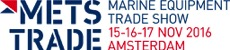 METS
TRADE
MARINE EQUIPMENT
TRADE SHOW
15-16-17 NOV 2016
AMSTERDAM